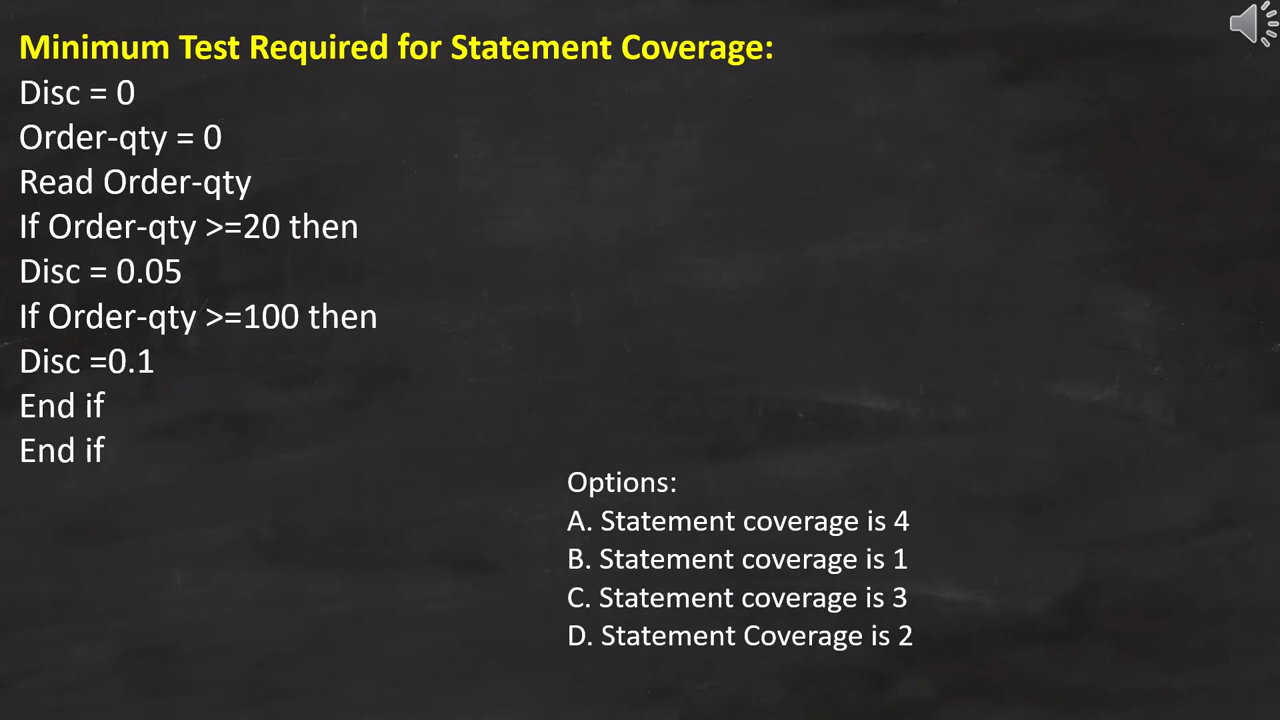 Minimum Test Required for Statement Coverage:
Disc = 0
Order-qty = 0
Read Order-qty
If Order-qty >=20 then
Disc = 0.05
If Order-qty >=100 then
Disc =0.1
End if
End if
Options:
A. Statement coverage is 4
B. Statement coverage is 1
C. Statement coverage is 3
D. Statement Coverage is 2